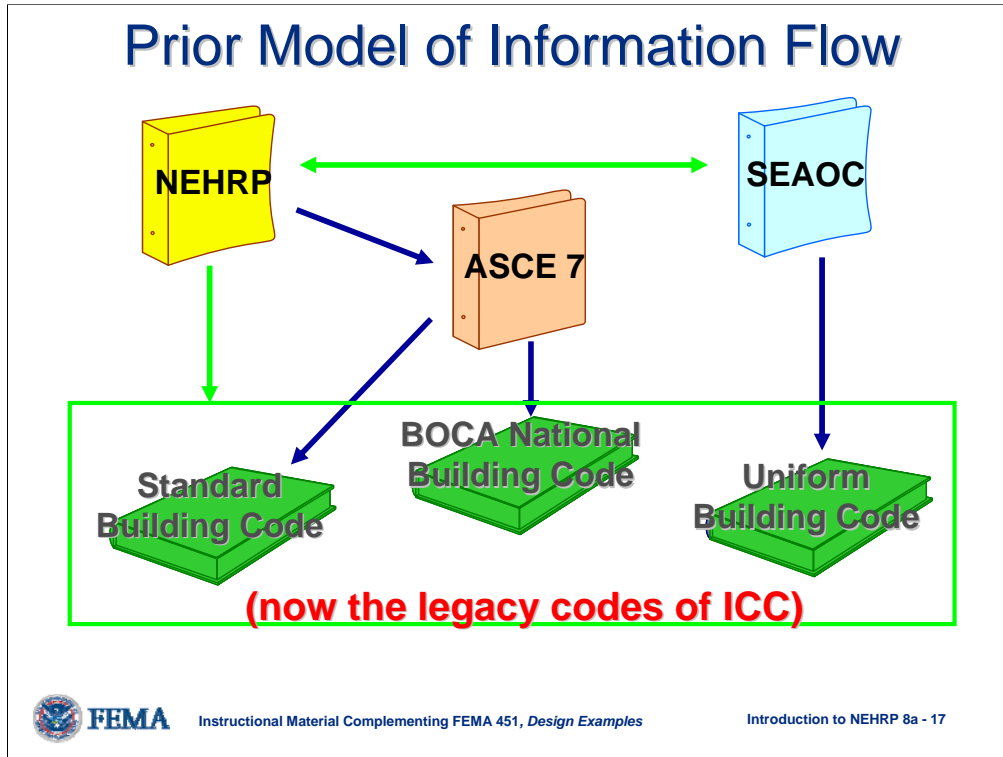 Prior Model of Information Flow
NEHRP
SEAOC
ASCE 7
BOCA National
Building Code
Standard
Building Code
Uniform
Building Code
(now the legacy codes of ICC)
FEMA
Instructional Material Complementing FEMA 451, Design Examples
Introduction to NEHRP 8a - 17